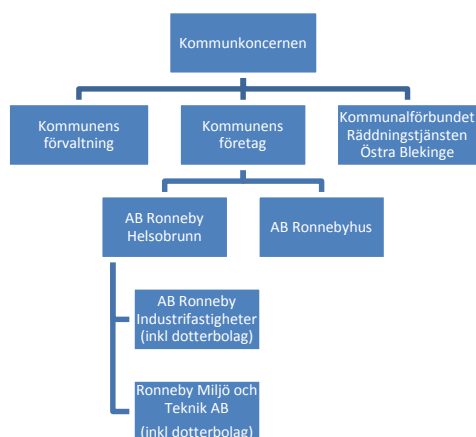 Kommunkoncernen
Kommunens
förvaltning
Kommunens
företag
Kommunalförbundet
Räddningstjänsten
Östra Blekinge
AB Ronneby
Helsobrunn
AB Ronnebyhus
AB Ronneby
Industrifastigheter
(inkl dotterbolag)
Ronneby Miljö och
Teknik AB
(inkl dotterbolag)